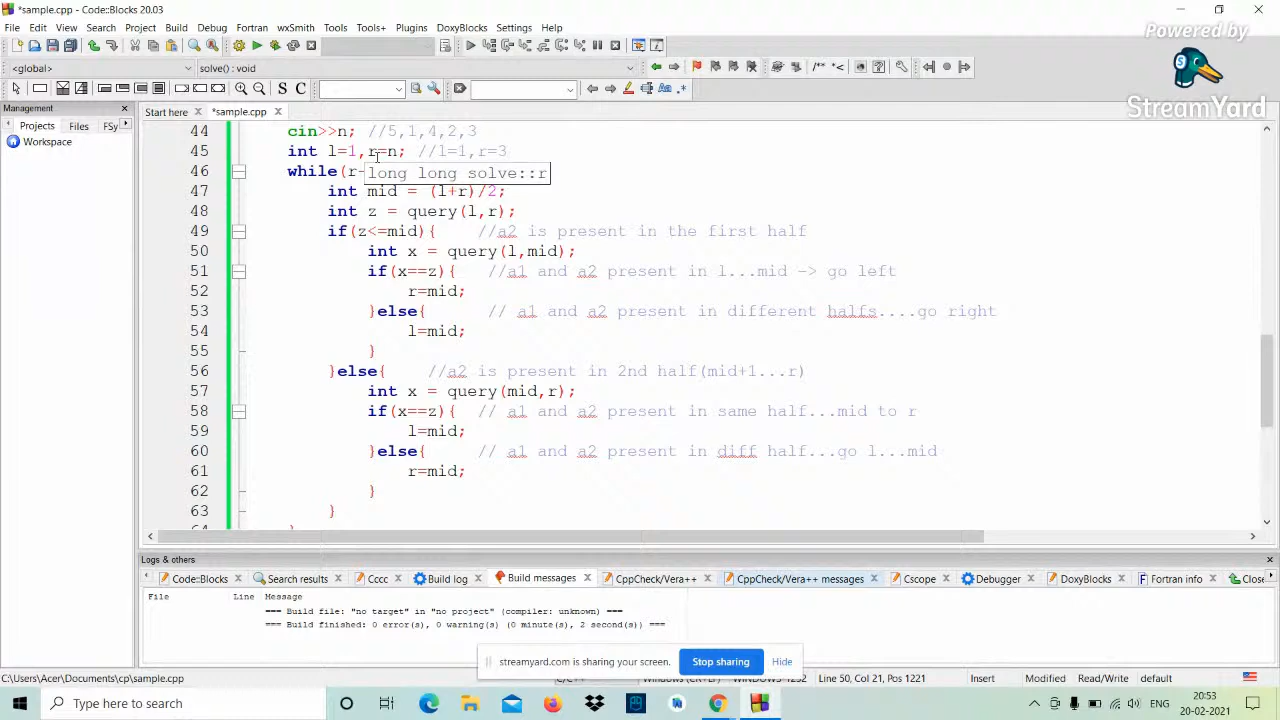 *sample.cpp - Code::Blocks 20.03
Powered by
StreamYard
File Edit View Search Project Build Debug Fortran wxSmith Tools Tools+ Plugins DoxyBlocks Settings Help
<global> solve() : void
Management
Projects Files FSy
Workspace
Start here *sample.cpp
44 cin>>n; //5,1,4,2,3
45 int l=1,r=n; //l=1,r=3
46 while(r-
long long solve::r
47 int mid = (l+r)/2;
48 int z = query(l,r);
49 if(z<=mid){ //a2 is present in the first half
50 int x = query(l,mid);
51 if(x==z){ //a1 and a2 present in l...mid -> go left
52 r=mid;
53 }else{ // a1 and a2 present in different halfs....go right
54 l=mid;
55 }
56 }else{ //a2 is present in 2nd half(mid+1...r)
57 int x = query(mid,r);
58 if(x==z){ // a1 and a2 present in same half...mid to r
59 l=mid;
60 }else{ // a1 and a2 present in diff half...go l...mid
61 r=mid;
62 }
63 }
64 }
Logs & others
Code::Blocks Search results Cccc Build log Build messages CppCheck/Vera++ CppCheck/Vera++ messages Cscope Debugger DoxyBlocks Fortran info Close
File Line Message
=== Build file: "no target" in "no project" (compiler: unknown) ===
=== Build finished: 0 error(s), 0 warning(s) (0 minute(s), 2 second(s)) ===
streamyard.com is sharing your screen. Stop sharing Hide
C:\Users\Acer\Documents\cp\sample.cpp Line 50, Col 21, Pos 1221 Insert Modified Read/Write default
Type here to search
ENG
20:53
20-02-2021